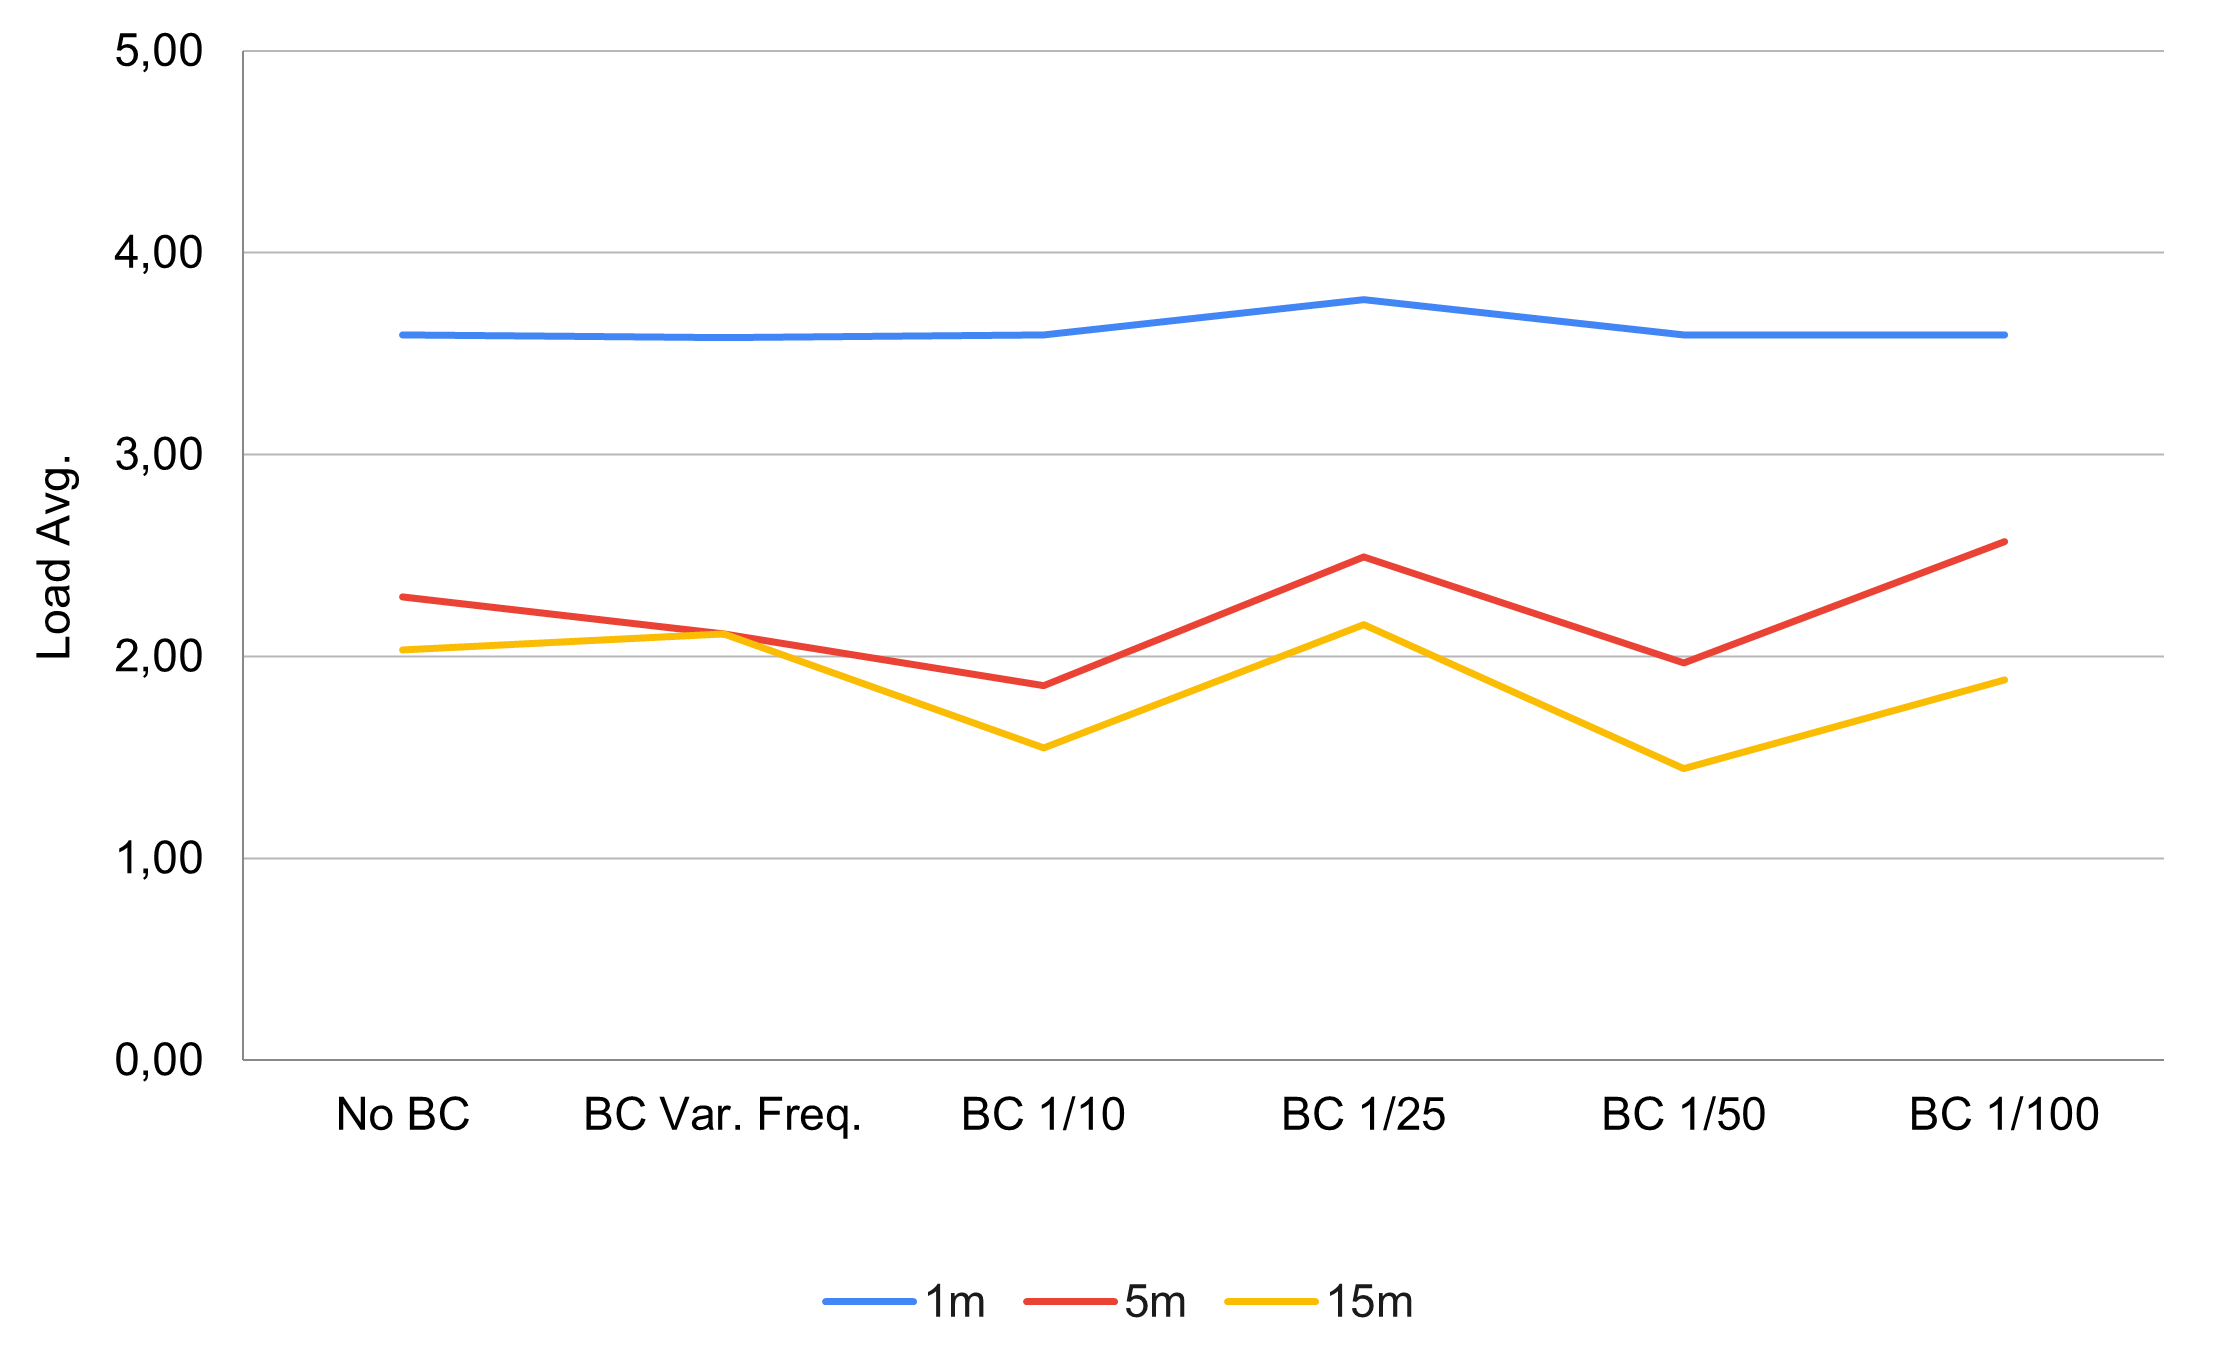 5,00
4,00
3,00
2,00
1,00
0,00
Load Avg.
No BC
BC Var. Freq.
BC 1/10
BC 1/25
BC 1/50
BC 1/100
1m
5m
15m